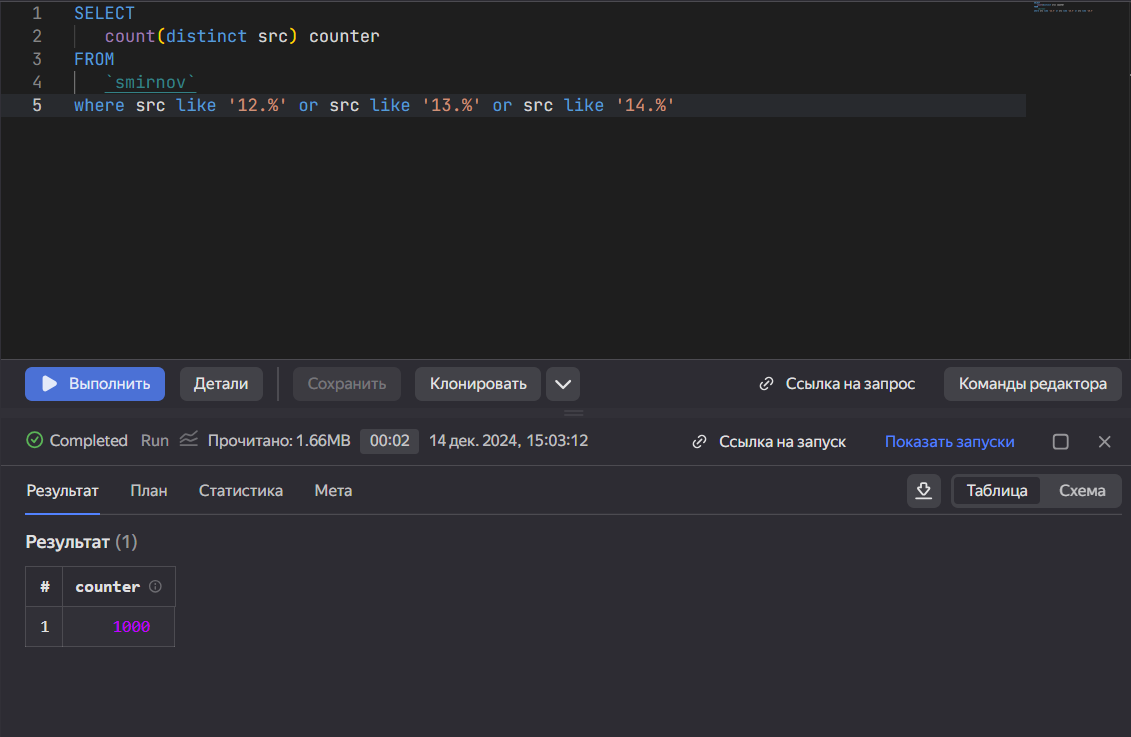 1 SELECT
2 count(distinct src) counter
3 FROM
4 `smirnov`
5 where src like '12.%' or src like '13.%' or src like '14.%'
Выполнить Детали Сохранить Клонировать Ссылка на запрос Команды редактора
Completed Run Прочитано: 1.66MB 00:02 14 дек. 2024, 15:03:12 Ссылка на запуск Показать запуски
Результат План Статистика Мета Таблица Схема
Результат (1)
# counter
1 1000